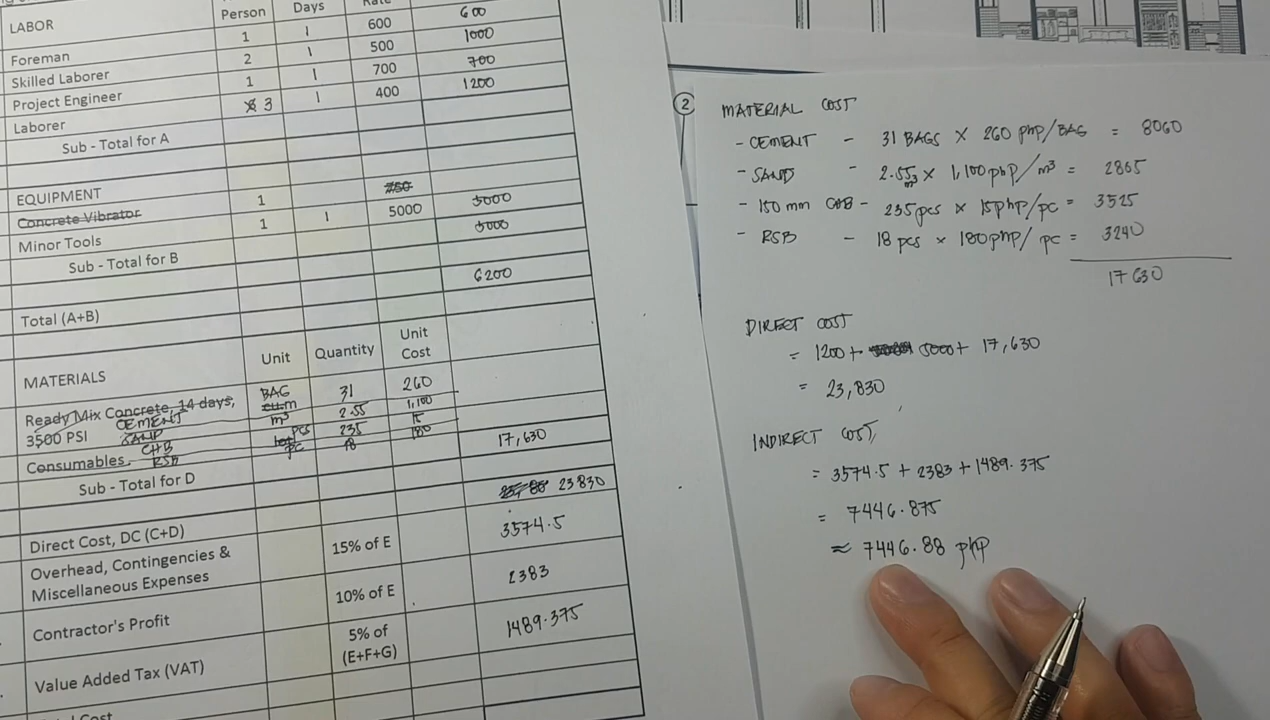 Person Days Rate
LABOR
Foreman 1 1 600 600
Skilled Laborer 2 1 500 1000
Project Engineer 1 1 700 700
Laborer 3 1 400 1200
Sub - Total for A
EQUIPMENT
Concrete Vibrator 1 750 5000
Minor Tools 1 1 5000 5000
Sub - Total for B
6200
Total (A+B)
MATERIALS Unit Quantity Unit Cost
Ready Mix Concrete, 14 days,
3500 PSI
CEMENT BAG 31 260
cu.m
SAND m³ 2.55 1,100
Consumables
CHB pcs 235 15
RSB pc 18 180
17,630
Sub - Total for D
Direct Cost, DC (C+D) 23830
Overhead, Contingencies &
Miscellaneous Expenses 15% of E 3574.5
Contractor's Profit 10% of E 2383
Value Added Tax (VAT) 5% of
(E+F+G) 1489.375
Cost
2 MATERIAL COST
- CEMENT - 31 BAGS × 260 php/BAG = 8060
- SAND - 2.55 m³ × 1,100 php/m³ = 2805
- 150 mm CHB - 235 pcs × 15 php/pc = 3525
- RSB - 18 pcs × 180 php/pc = 3240
17630
DIRECT COST
= 1200 + 5000 + 17,630
= 23,830
INDIRECT COST,
= 3574.5 + 2383 + 1489.375
= 7446.875
≈ 7446.88 php